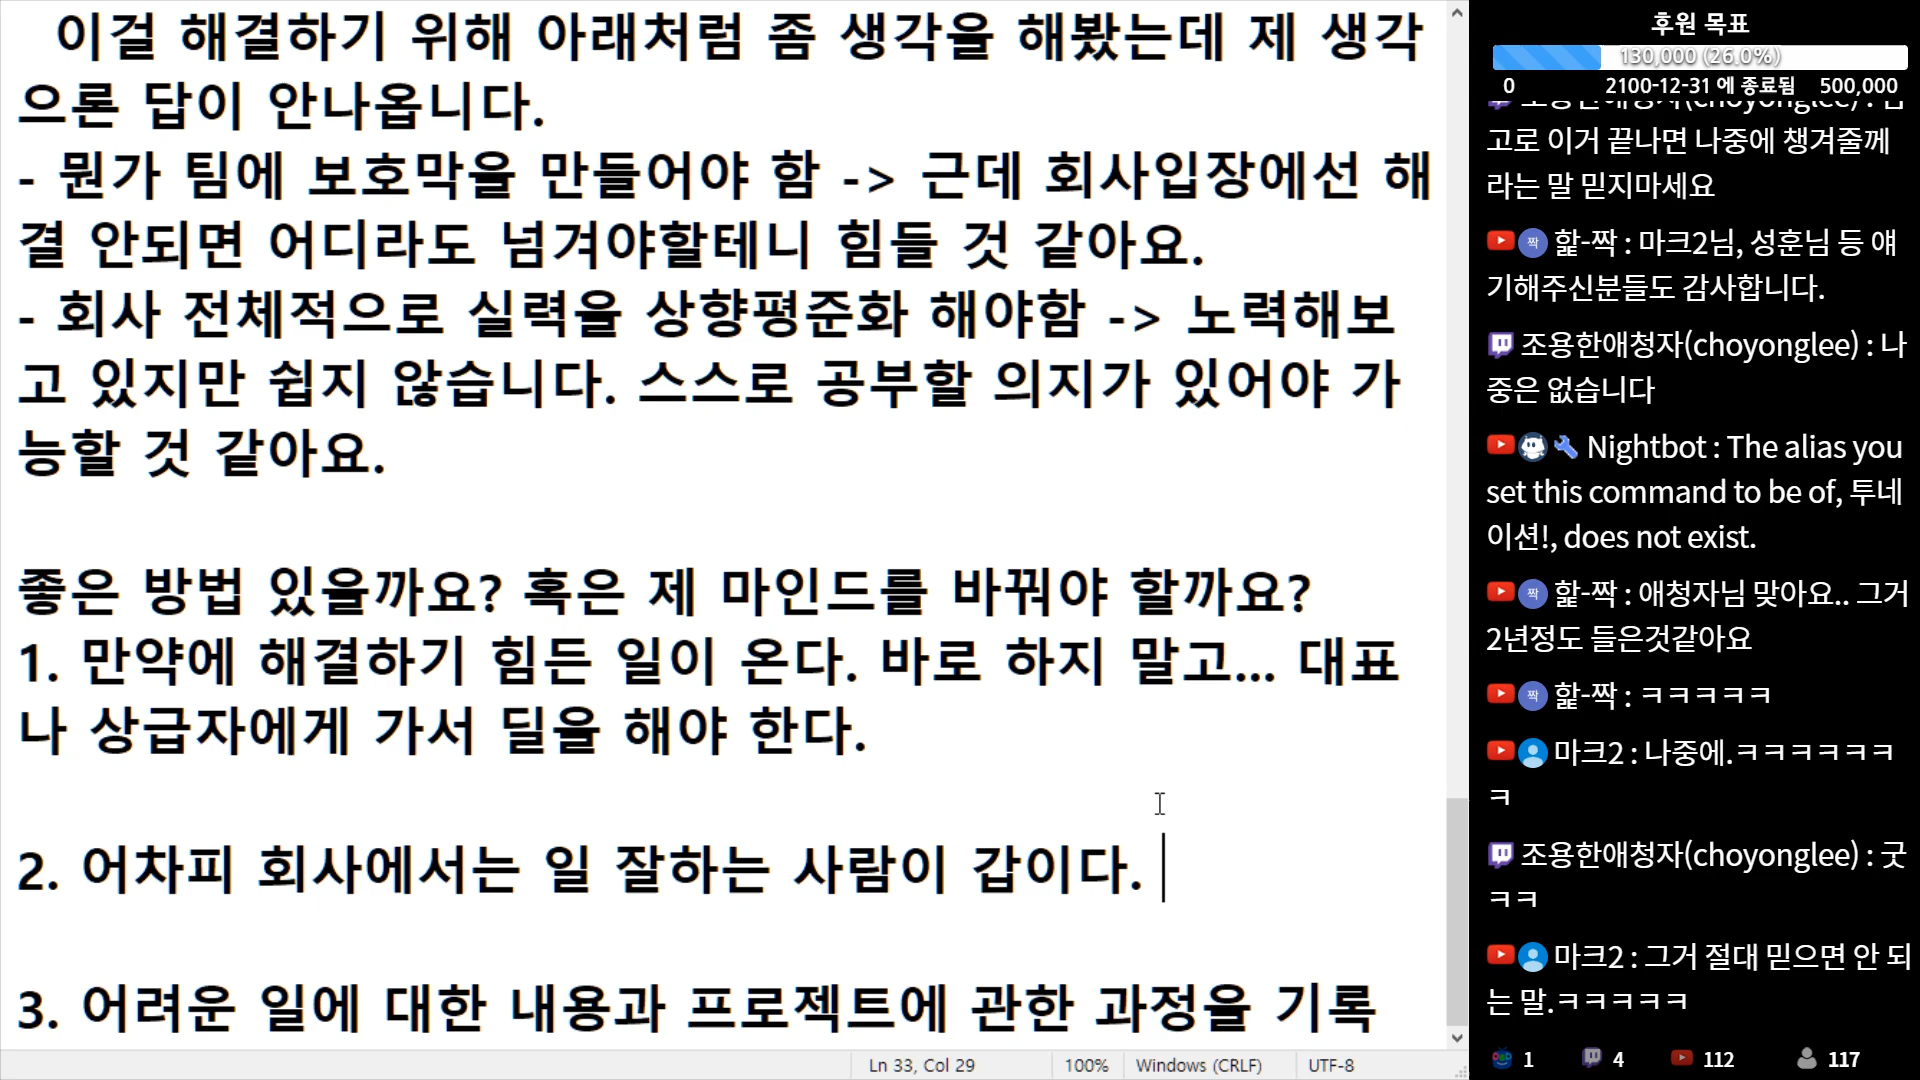 이걸 해결하기 위해 아래처럼 좀 생각을 해봤는데 제 생각
으론 답이 안나옵니다.
- 뭔가 팀에 보호막을 만들어야 함 -> 근데 회사입장에선 해
결 안되면 어디라도 넘겨야할테니 힘들 것 같아요.
- 회사 전체적으로 실력을 상향평준화 해야함 -> 노력해보
고 있지만 쉽지 않습니다. 스스로 공부할 의지가 있어야 가
능할 것 같아요.
좋은 방법 있을까요? 혹은 제 마인드를 바꿔야 할까요?
1. 만약에 해결하기 힘든 일이 온다. 바로 하지 말고... 대표
나 상급자에게 가서 딜을 해야 한다.
2. 어차피 회사에서는 일 잘하는 사람이 갑이다.
3. 어려운 일에 대한 내용과 프로젝트에 관한 과정을 기록
Ln 33, Col 29
100%
Windows (CRLF)
UTF-8
후원 목표
130,000 (26.0%)
0
2100-12-31 에 종료됨
500,000
조용한애청자(choyonglee) :
고로 이거 끝나면 나중에 챙겨줄께
라는 말 믿지마세요
짝 핥-짝 : 마크2님, 성훈님 등 얘
기해주신분들도 감사합니다.
조용한애청자(choyonglee) : 나
중은 없습니다
Nightbot : The alias you
set this command to be of, 투네
이션!, does not exist.
짝 핥-짝 : 애청자님 맞아요.. 그거
2년정도 들은것같아요
짝 핥-짝 : ㅋㅋㅋㅋㅋ
마크2 : 나중에.ㅋㅋㅋㅋㅋㅋ
ㅋ
조용한애청자(choyonglee) : 굿
ㅋㅋ
마크2 : 그거 절대 믿으면 안 되
는 말.ㅋㅋㅋㅋㅋ
1
4
112
117